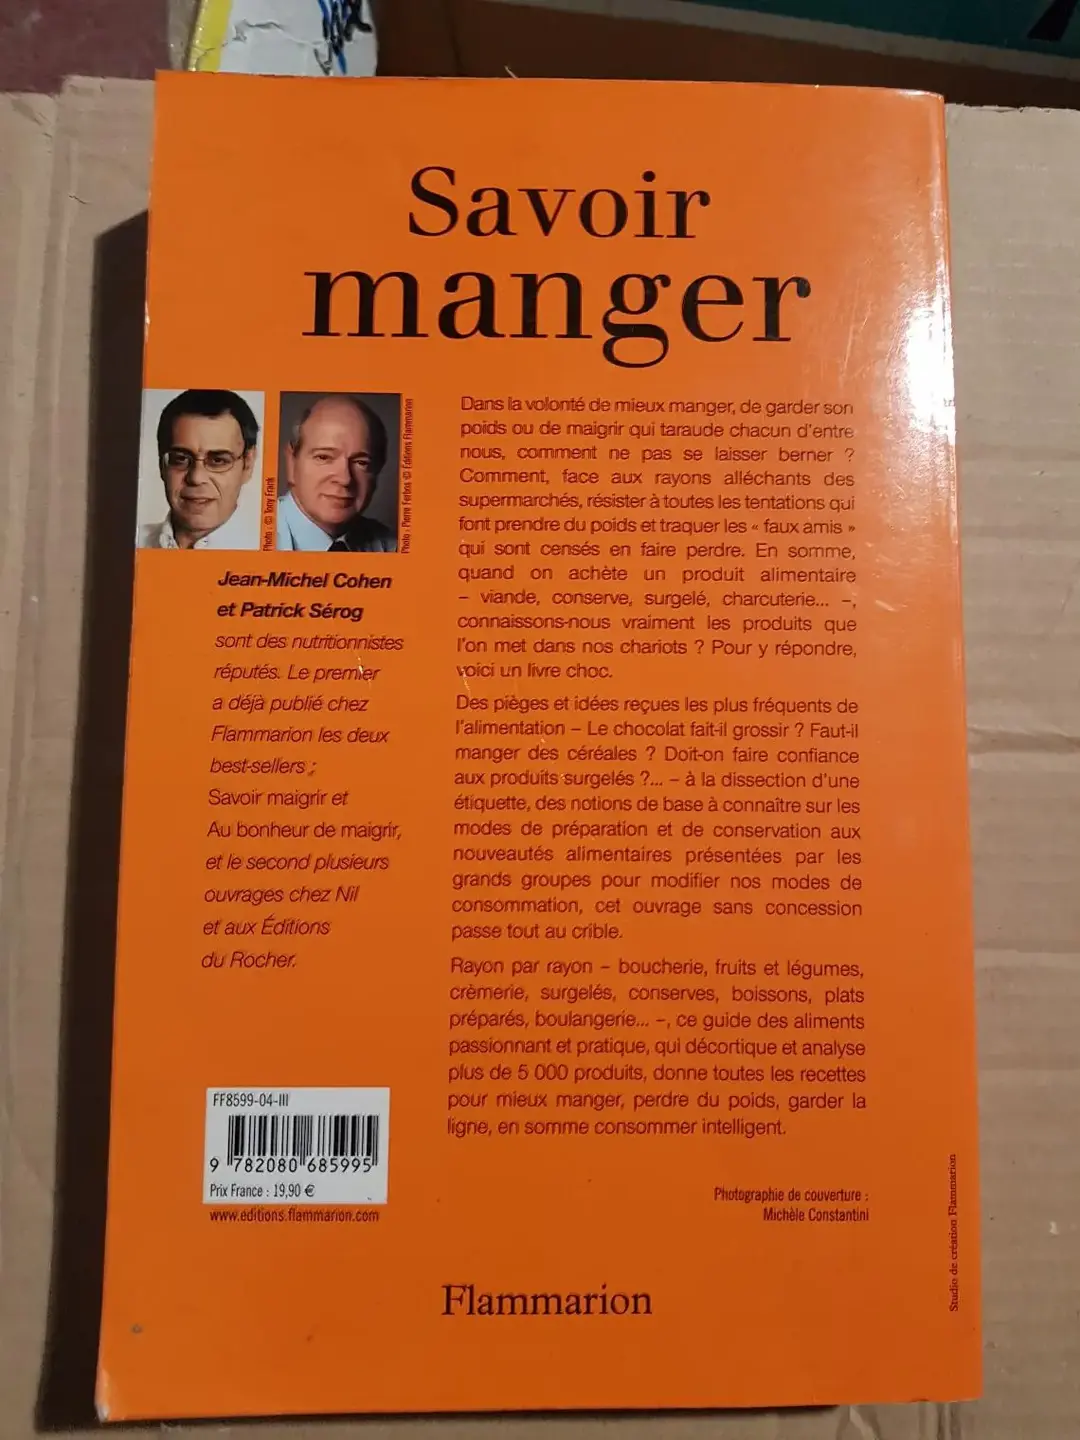 Savoir
manger
Dans la volonté de mieux manger, de garder son
poids ou de maigrir qui taraude chacun d'entre
nous, comment ne pas se laisser berner ?
Comment, face aux rayons alléchants des
supermarchés, résister à toutes les tentations qui
font prendre du poids et traquer les « faux amis »
qui sont censés en faire perdre. En somme,
quand on achète un produit alimentaire
– viande, conserve, surgelé, charcuterie... –,
connaissons-nous vraiment les produits que
l'on met dans nos chariots ? Pour y répondre,
voici un livre choc.
Des pièges et idées reçues les plus fréquents de
l'alimentation – Le chocolat fait-il grossir ? Faut-il
manger des céréales ? Doit-on faire confiance
aux produits surgelés ?... – à la dissection d'une
étiquette, des notions de base à connaître sur les
modes de préparation et de conservation aux
nouveautés alimentaires présentées par les
grands groupes pour modifier nos modes de
consommation, cet ouvrage sans concession
passe tout au crible.
Rayon par rayon – boucherie, fruits et légumes,
crèmerie, surgelés, conserves, boissons, plats
préparés, boulangerie... –, ce guide des aliments
passionnant et pratique, qui décortique et analyse
plus de 5 000 produits, donne toutes les recettes
pour mieux manger, perdre du poids, garder la
ligne, en somme consommer intelligent.
Photo : © Tony Frank
Photo : Pierre Ferbos © Éditions Flammarion
Jean-Michel Cohen
et Patrick Sérog
sont des nutritionnistes
réputés. Le premier
a déjà publié chez
Flammarion les deux
best-sellers ;
Savoir maigrir et
Au bonheur de maigrir,
et le second plusieurs
ouvrages chez Nil
et aux Éditions
du Rocher.
FF8599-04-III
9 782080 685995
Prix France : 19,90 €
www.editions.flammarion.com
Photographie de couverture :
Michèle Constantini
Studio de création Flammarion
Flammarion